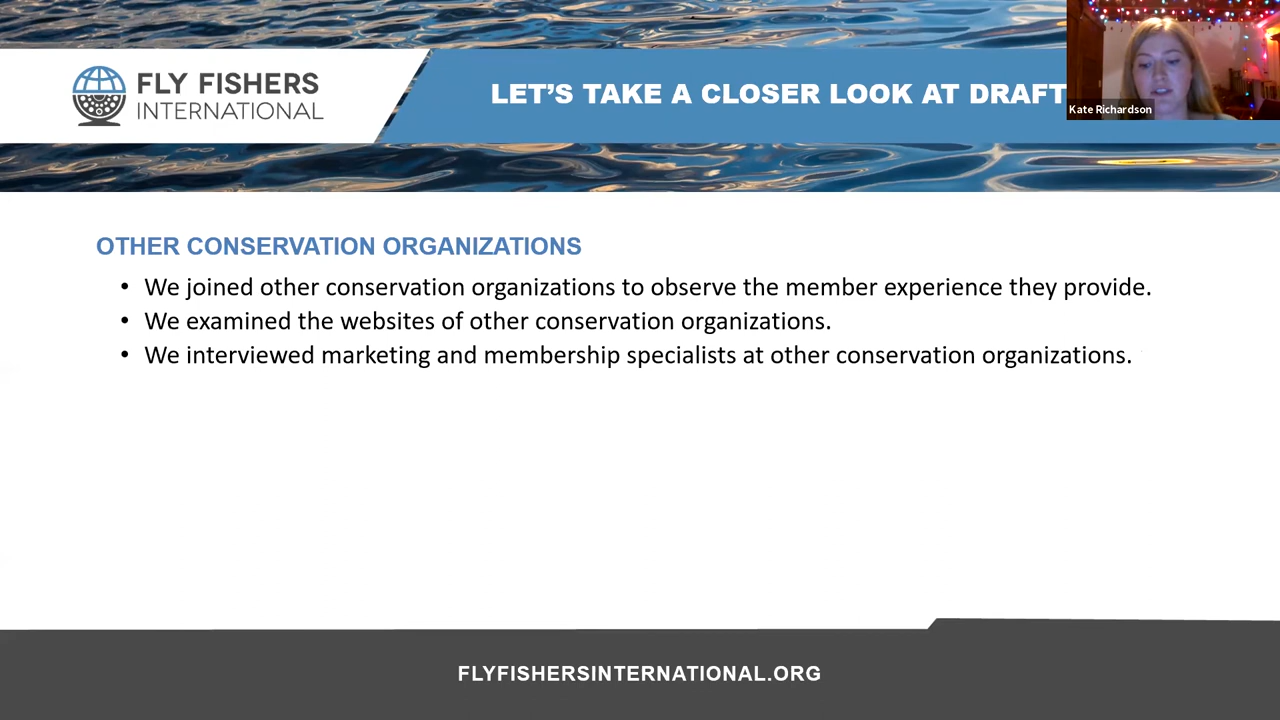 FLY FISHERS
INTERNATIONAL
LET’S TAKE A CLOSER LOOK AT DRAFT
Kate Richardson
OTHER CONSERVATION ORGANIZATIONS
• We joined other conservation organizations to observe the member experience they provide.
• We examined the websites of other conservation organizations.
• We interviewed marketing and membership specialists at other conservation organizations.
FLYFISHERSINTERNATIONAL.ORG